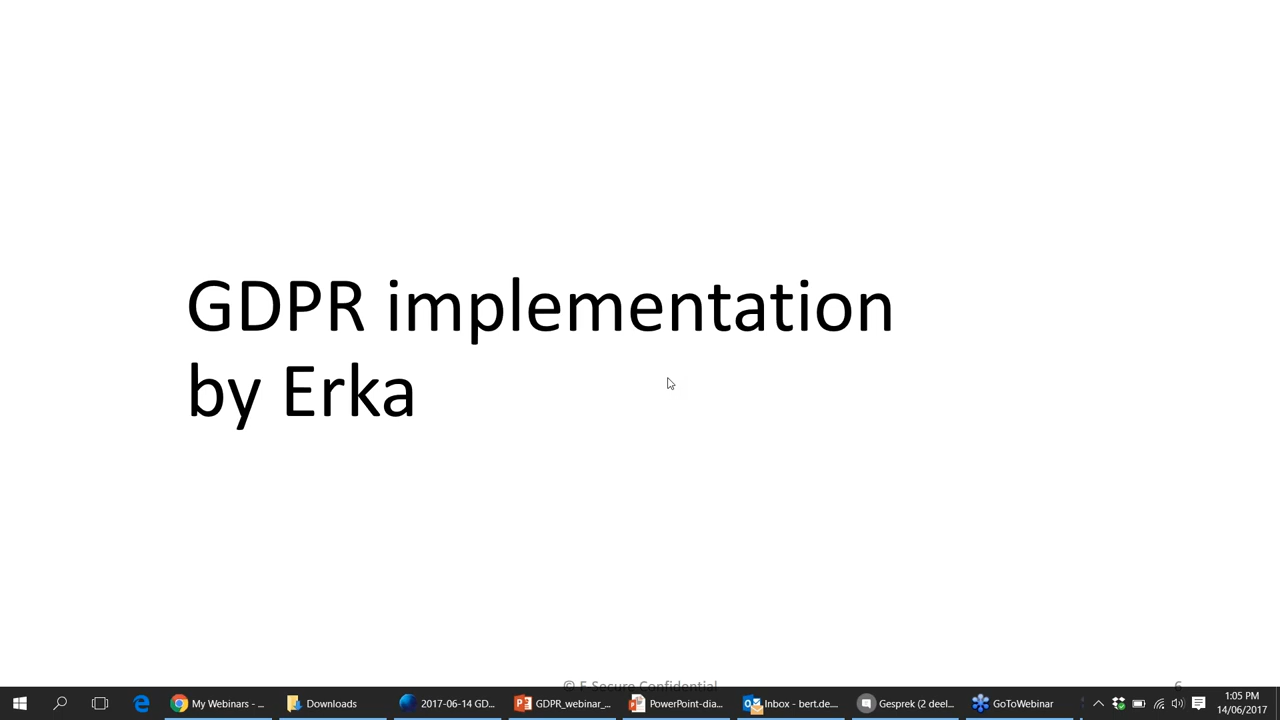 GDPR implementation
by Erka
© F-Secure Confidential
6
My Webinars - ...
Downloads
2017-06-14 GD...
GDPR_webinar_...
PowerPoint-dia...
Inbox - bert.de...
Gesprek (2 deel...
GoToWebinar
1:05 PM
14/06/2017